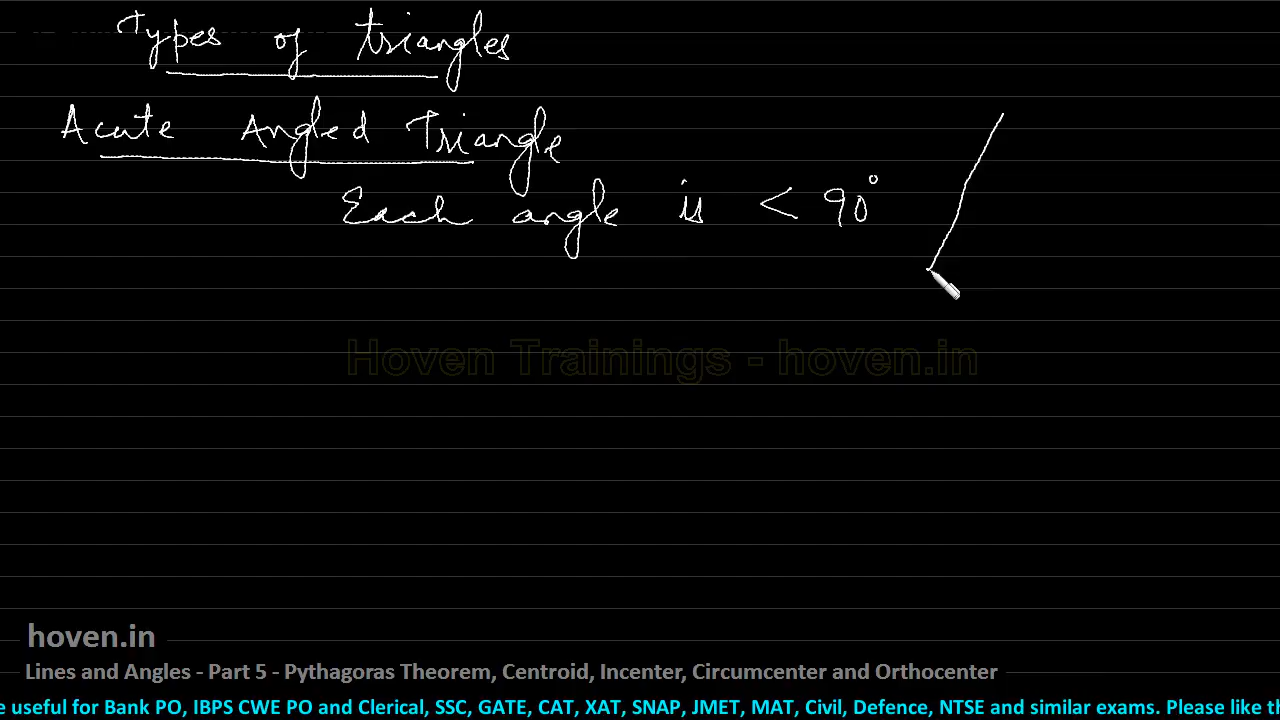 Types of triangles
Acute Angled Triangle
Each angle is < 90°
Hoven Trainings - hoven.in
hoven.in
Lines and Angles - Part 5 - Pythagoras Theorem, Centroid, Incenter, Circumcenter and Orthocenter
e useful for Bank PO, IBPS CWE PO and Clerical, SSC, GATE, CAT, XAT, SNAP, JMET, MAT, Civil, Defence, NTSE and similar exams. Please like th